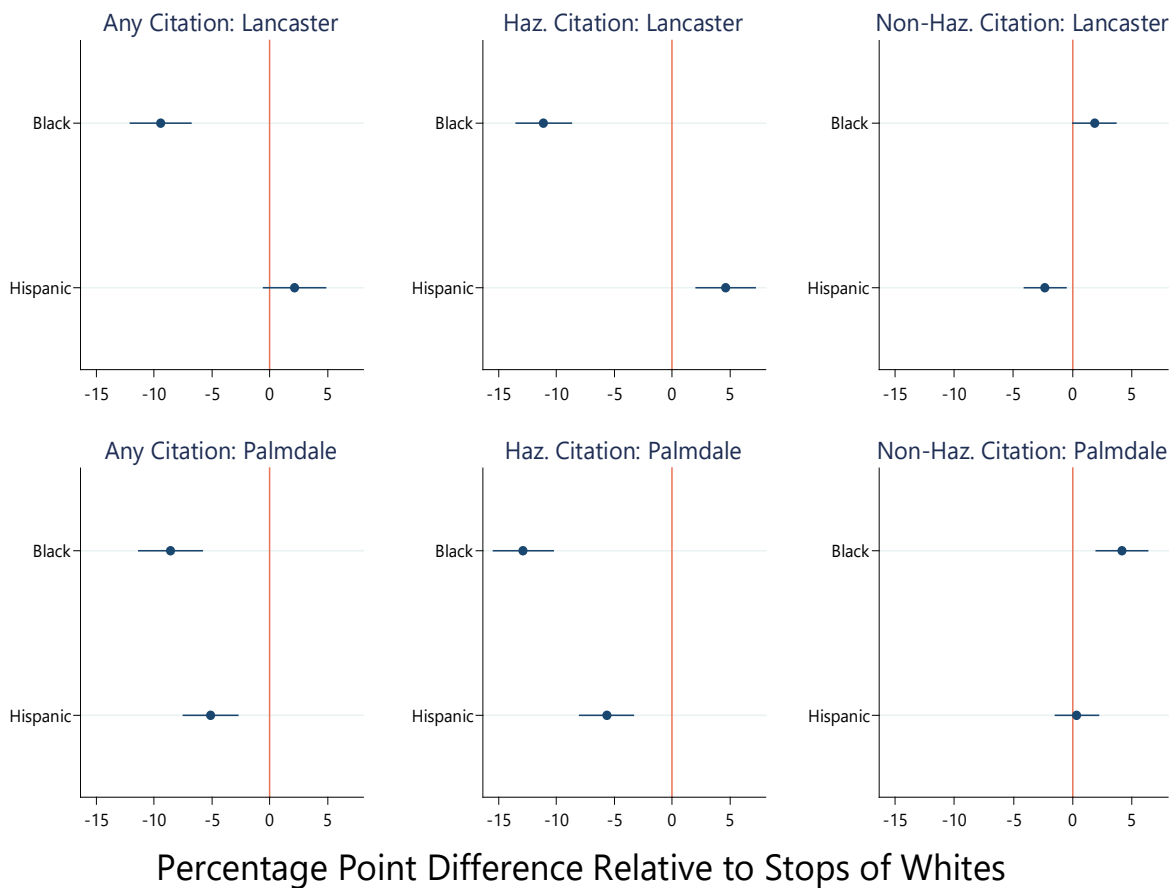 Any Citation: Lancaster
Black
Hispanic
-15 -10 -5 0 5
Haz. Citation: Lancaster
Black
Hispanic
-15 -10 -5 0 5
Non-Haz. Citation: Lancaster
Black
Hispanic
-15 -10 -5 0 5
Any Citation: Palmdale
Black
Hispanic
-15 -10 -5 0 5
Haz. Citation: Palmdale
Black
Hispanic
-15 -10 -5 0 5
Non-Haz. Citation: Palmdale
Black
Hispanic
-15 -10 -5 0 5
Percentage Point Difference Relative to Stops of Whites